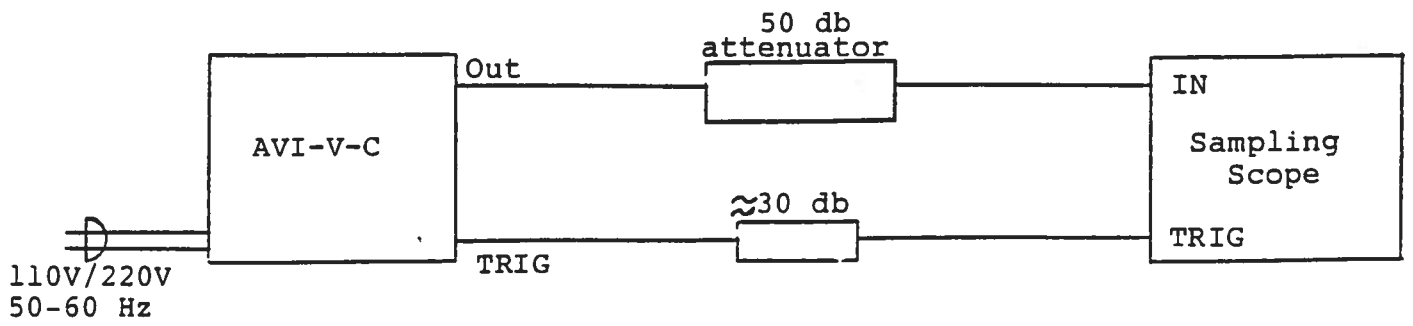 50 db
attenuator
Out
IN
AVI-V-C
Sampling
Scope
≈30 db
TRIG
TRIG
110V/220V
50-60 Hz